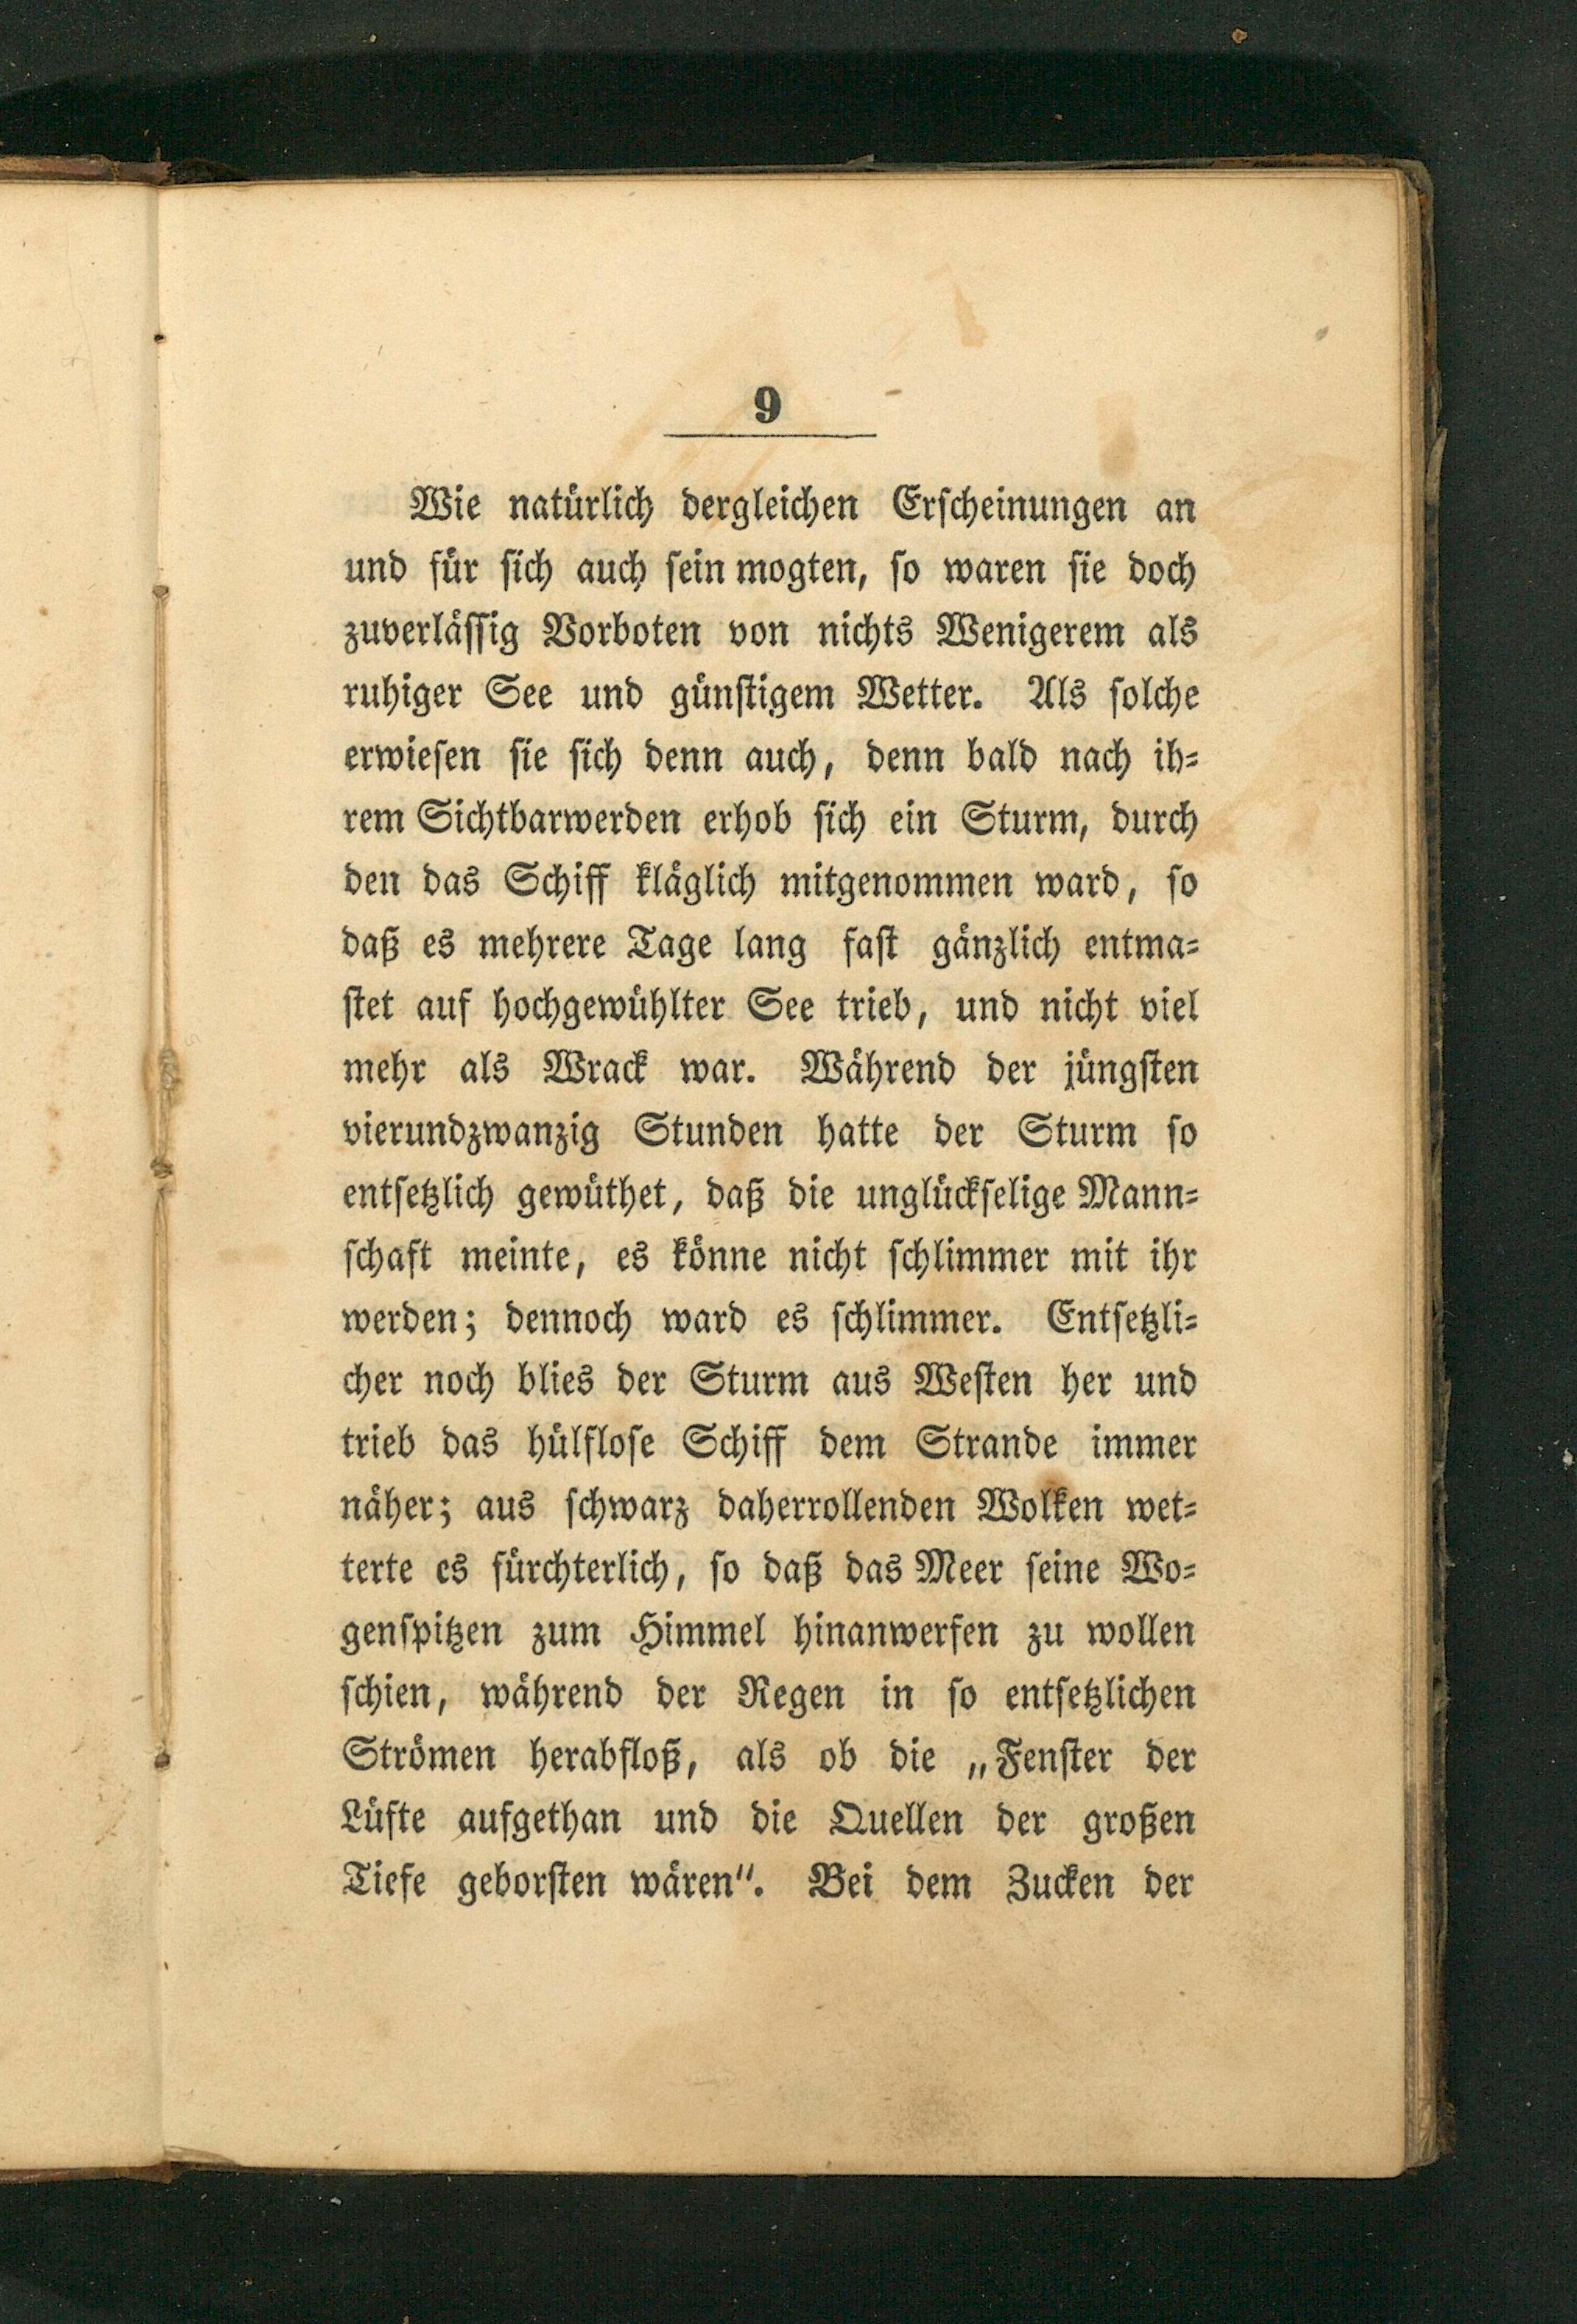 9
Wie natürlich dergleichen Erscheinungen an
und für sich auch sein mogten, so waren sie doch
zuverlässig Vorboten von nichts Wenigerem als
ruhiger See und günstigem Wetter. Als solche
erwiesen sie sich denn auch, denn bald nach ih-
rem Sichtbarwerden erhob sich ein Sturm, durch
den das Schiff kläglich mitgenommen ward, so
daß es mehrere Tage lang fast gänzlich entma-
stet auf hochgewühlter See trieb, und nicht viel
mehr als Wrack war. Während der jüngsten
vierundzwanzig Stunden hatte der Sturm so
entsetzlich gewüthet, daß die unglückselige Mann-
schaft meinte, es könne nicht schlimmer mit ihr
werden; dennoch ward es schlimmer. Entsetzli-
cher noch blies der Sturm aus Westen her und
trieb das hülflose Schiff dem Strande immer
näher; aus schwarz daherrollenden Wolken wet-
terte es fürchterlich, so daß das Meer seine Wo-
genspitzen zum Himmel hinanwerfen zu wollen
schien, während der Regen in so entsetzlichen
Strömen herabfloß, als ob die „Fenster der
Lüfte aufgethan und die Quellen der großen
Tiefe geborsten wären“. Bei dem Zucken der